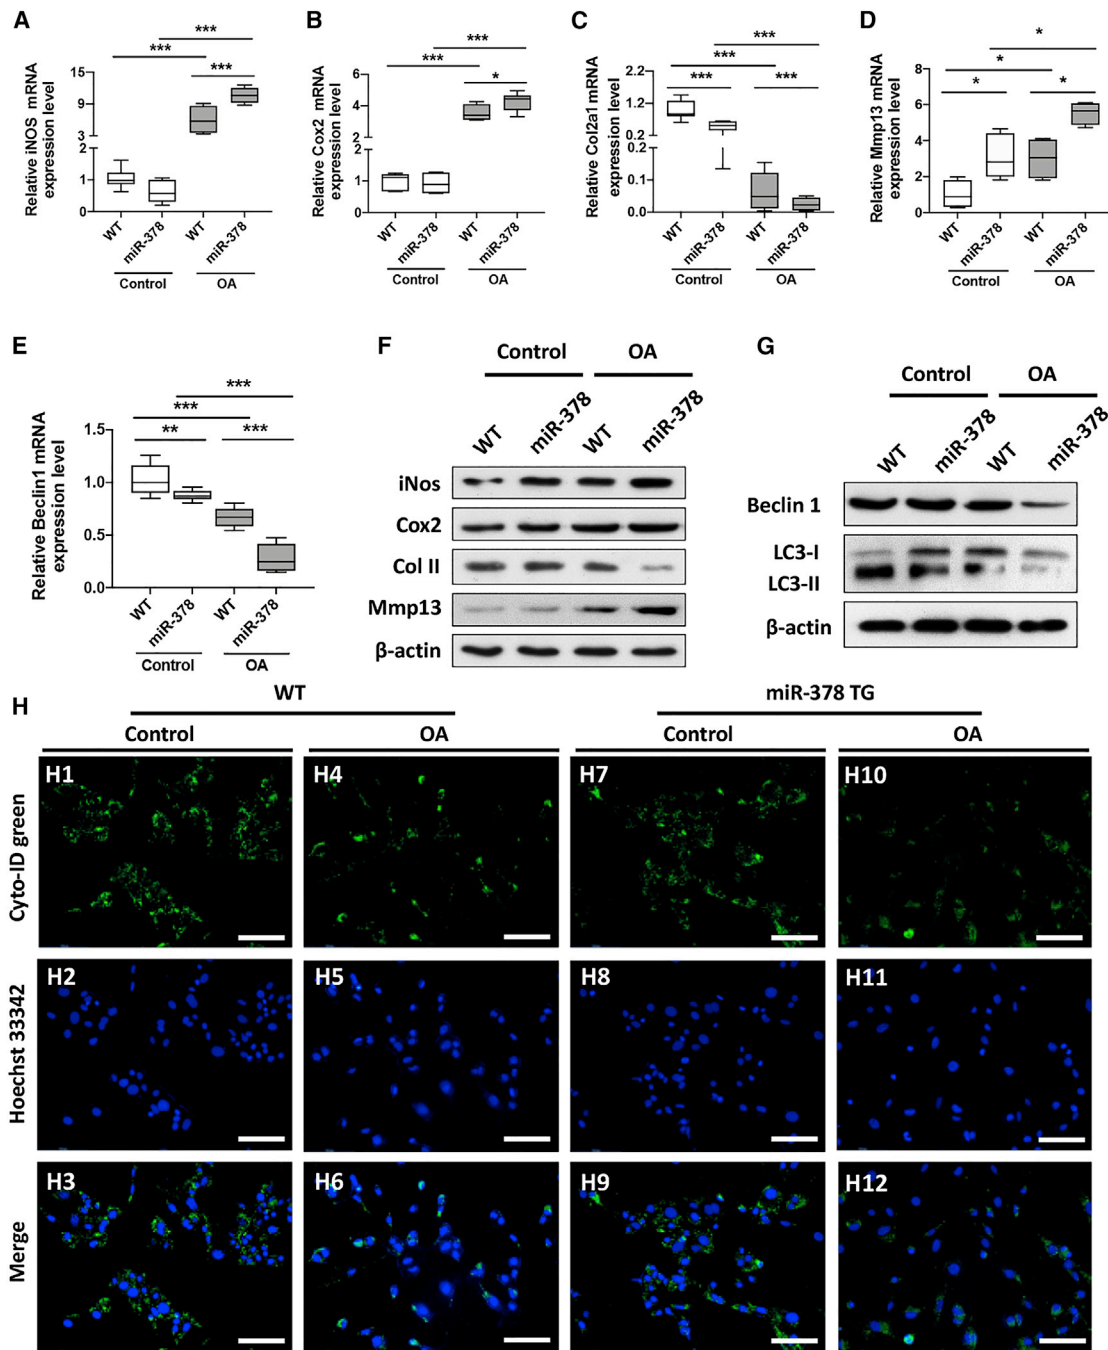 A
Relative iNOS mRNA
expression level
***
***
***
15
9
3
2
1
0
WT
miR-378
WT
miR-378
Control
OA
B
Relative Cox2 mRNA
expression level
***
***
*
6
4
2
2
1
0
WT
miR-378
WT
miR-378
Control
OA
C
Relative Col2a1 mRNA
expression level
***
***
***
***
2.2
1.2
0.2
0.2
0.1
0.0
WT
miR-378
WT
miR-378
Control
OA
D
Relative Mmp13 mRNA
expression level
*
*
*
*
8
6
4
2
0
WT
miR-378
WT
miR-378
Control
OA
E
Relative Beclin1 mRNA
expression level
***
***
**
***
1.5
1.0
0.5
0.0
WT
miR-378
WT
miR-378
Control
OA
F
Control
OA
WT
miR-378
WT
miR-378
iNos
Cox2
Col II
Mmp13
β-actin
G
Control
OA
WT
miR-378
WT
miR-378
Beclin 1
LC3-I
LC3-II
β-actin
H
WT
miR-378 TG
Control
OA
Control
OA
Cyto-ID green
H1
H4
H7
H10
Hoechst 33342
H2
H5
H8
H11
Merge
H3
H6
H9
H12